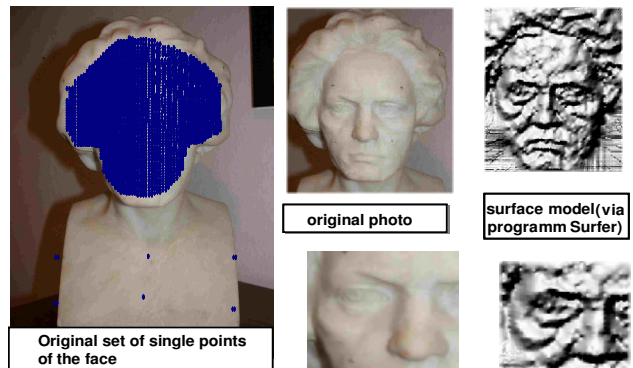 original photo
surface model(via
programm Surfer)
Original set of single points
of the face